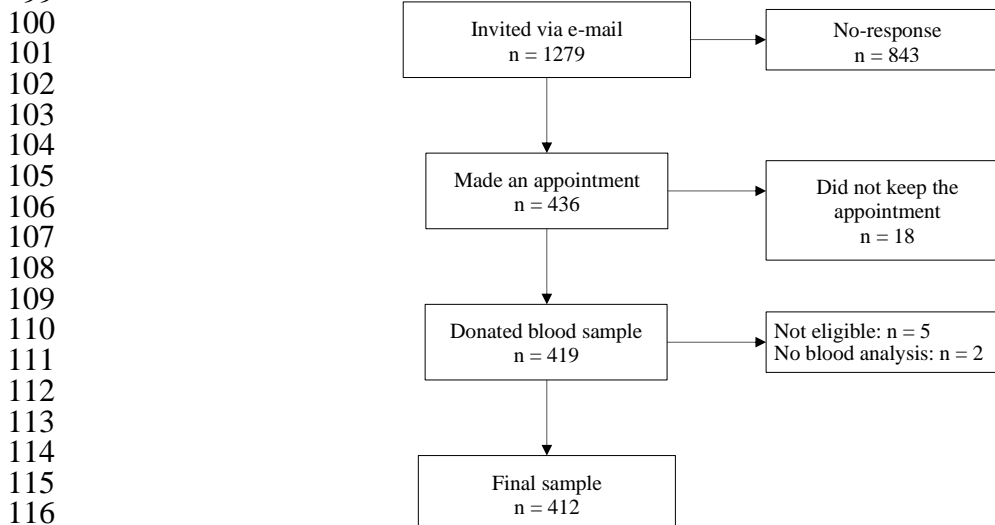 99
100
101
102
103
104
105
106
107
108
109
110
111
112
113
114
115
116
Invited via e-mail
n = 1279
No-response
n = 843
Made an appointment
n = 436
Did not keep the
appointment
n = 18
Donated blood sample
n = 419
Not eligible: n = 5
No blood analysis: n = 2
Final sample
n = 412